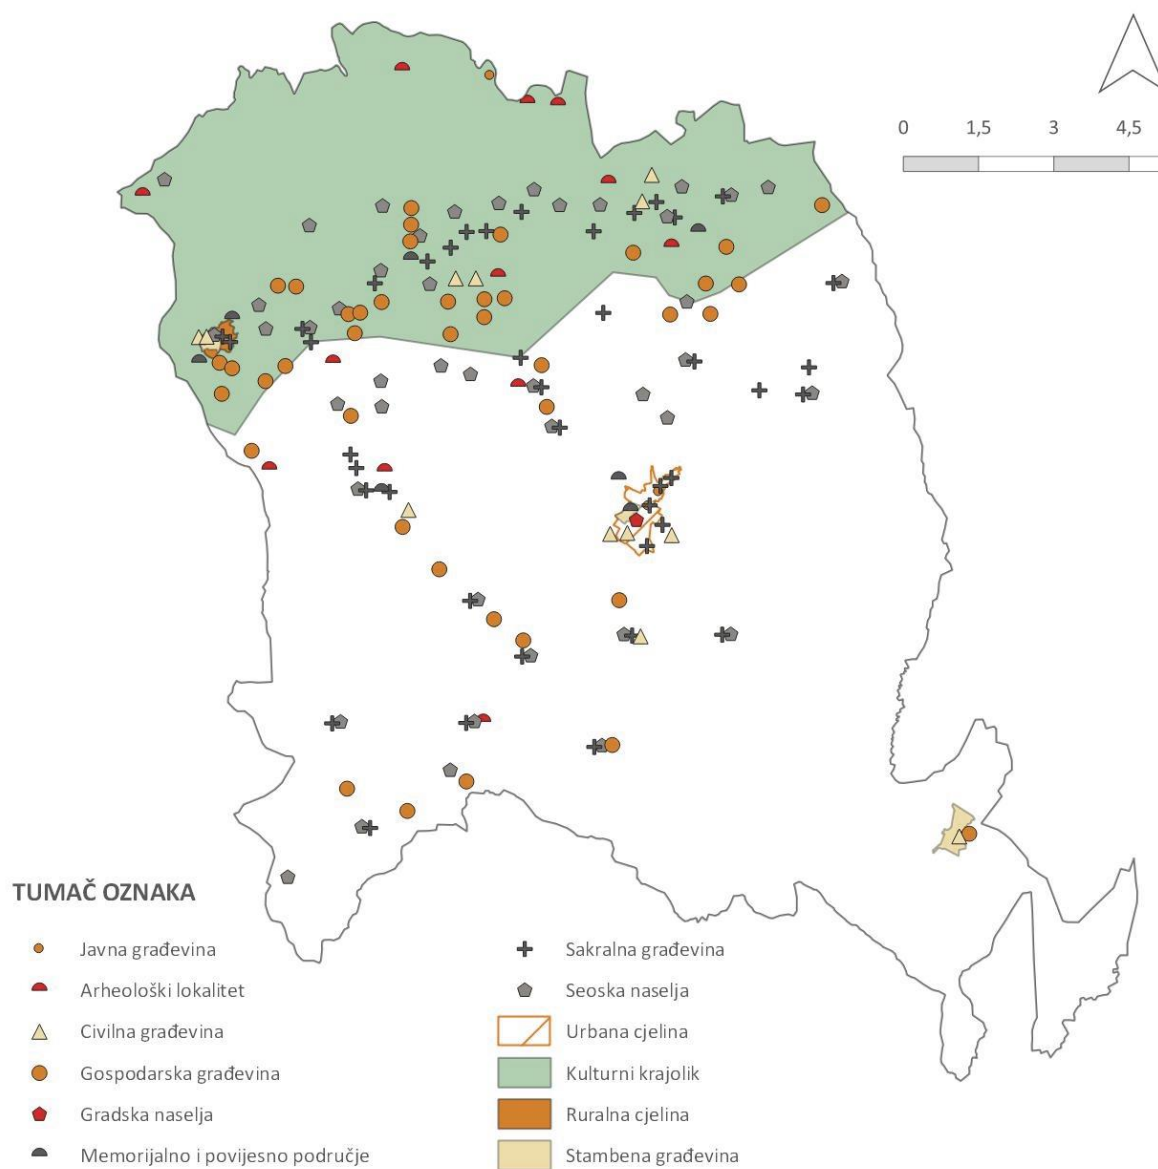 0 1,5 3 4,5
TUMAČ OZNAKA
Javna građevina
Arheološki lokalitet
Civilna građevina
Gospodarska građevina
Gradska naselja
Memorijalno i povijesno područje
Sakralna građevina
Seoska naselja
Urbana cjelina
Kulturni krajolik
Ruralna cjelina
Stambena građevina